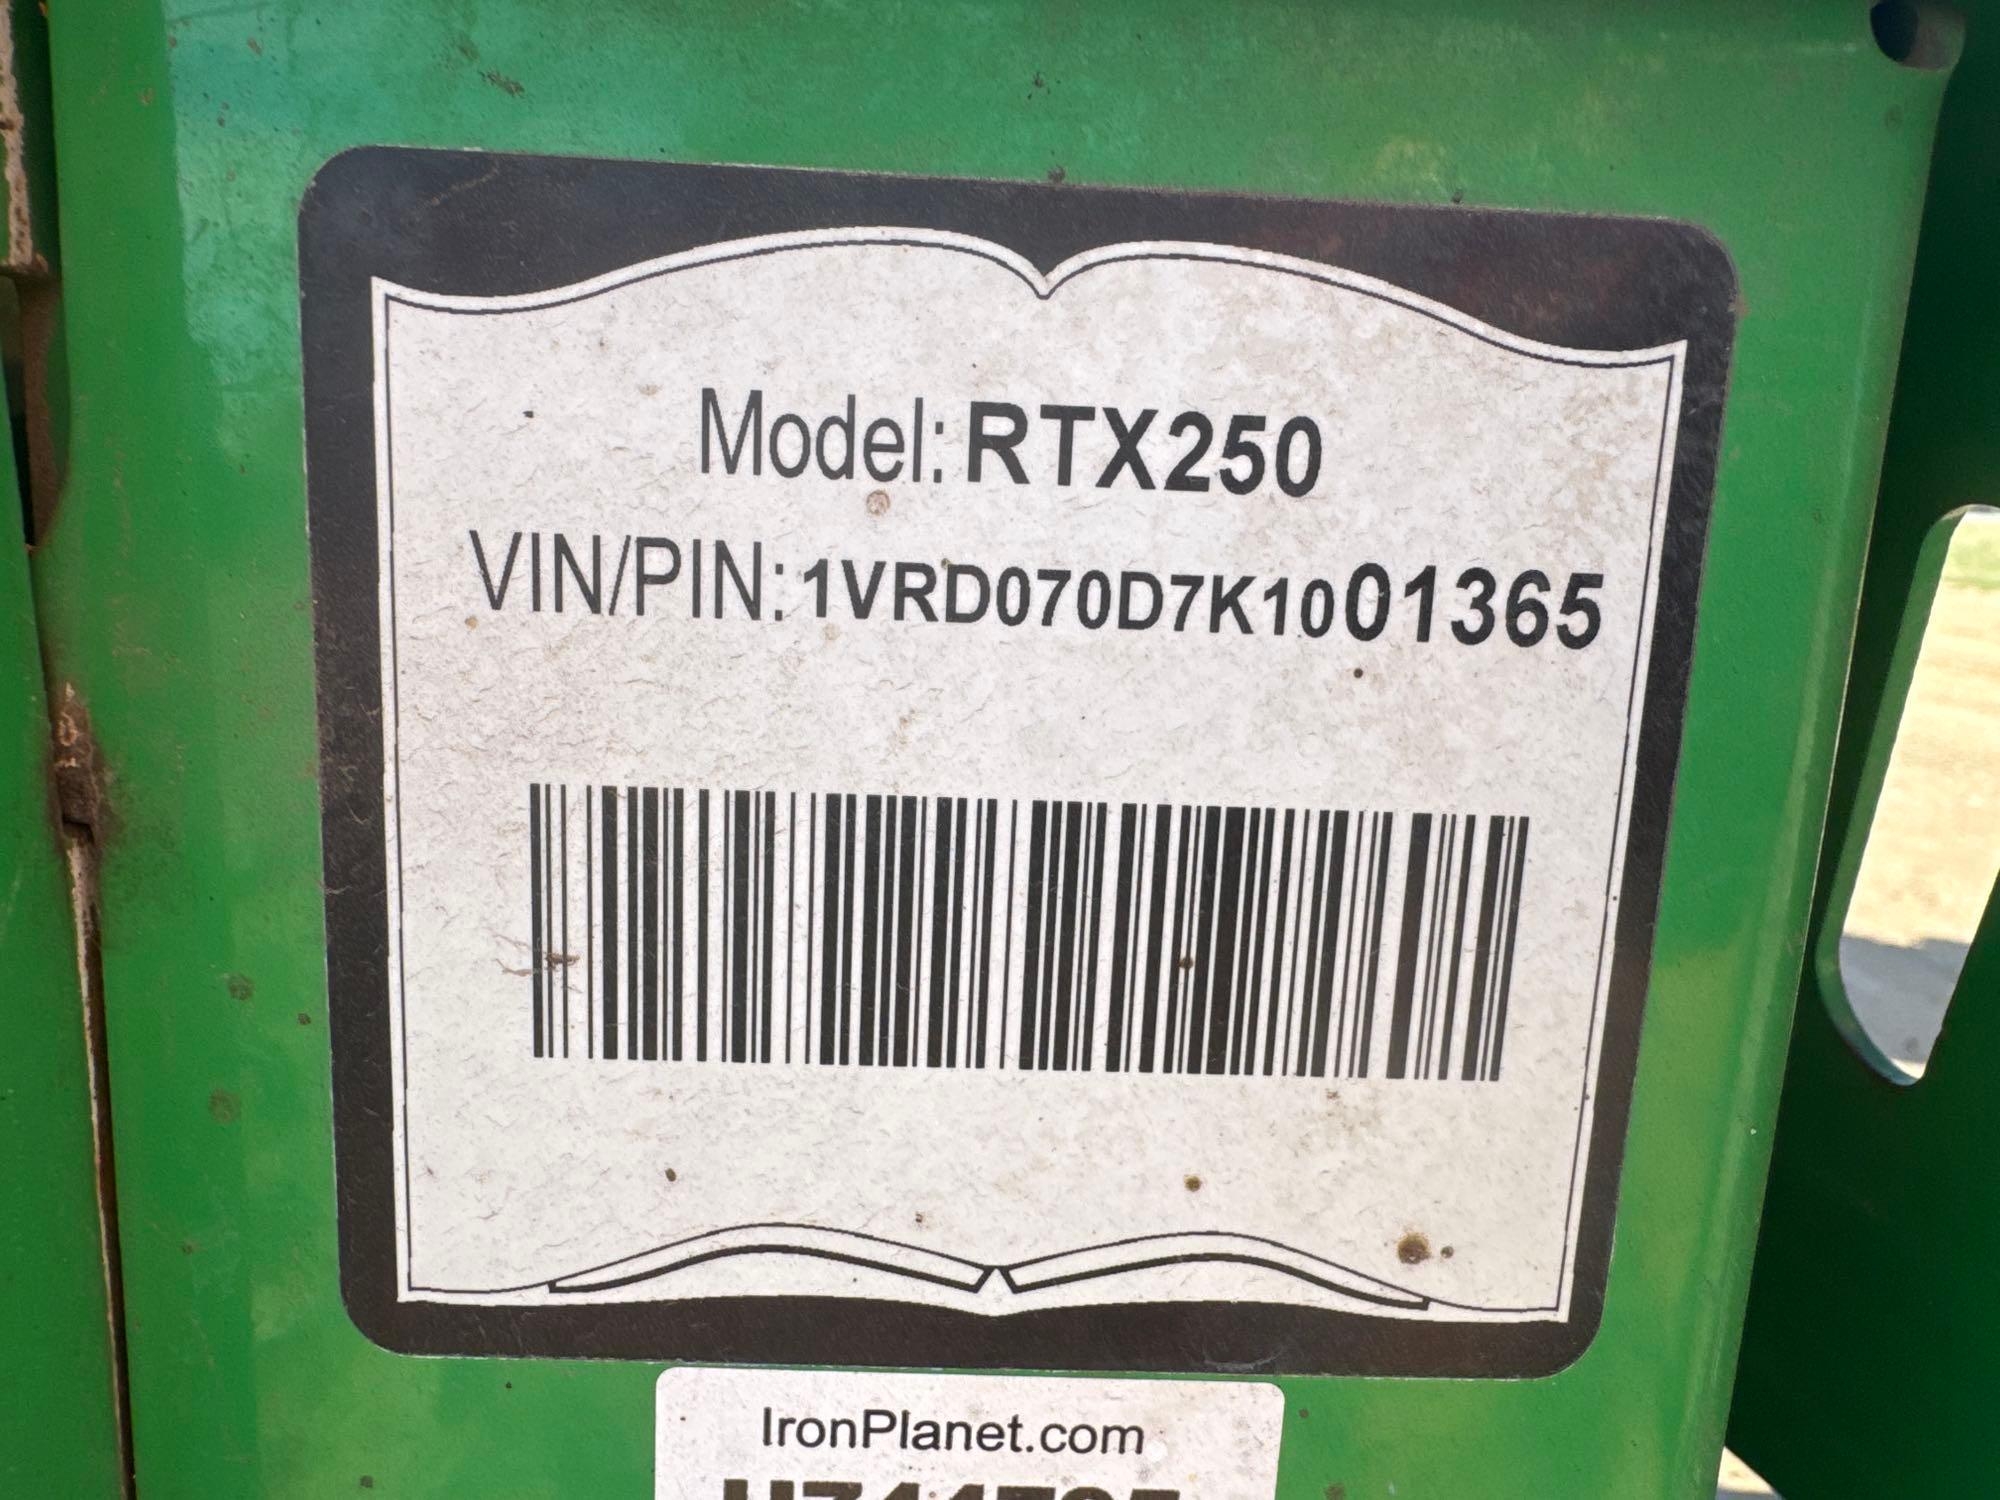 Model: RTX250
VIN/PIN: 1VRD070D7K1001365
IronPlanet.com